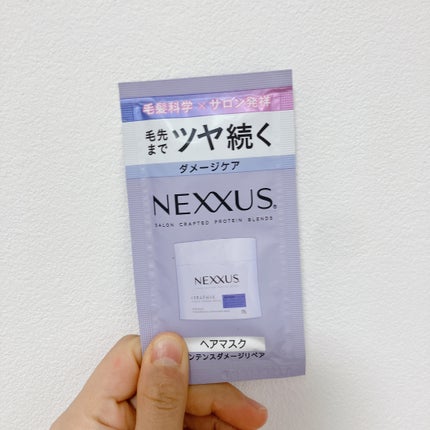 毛髪科学×サロン発祥
毛先まで ツヤ続く
ダメージケア
NEXXUS®
SALON CRAFTED PROTEIN BLENDS
NEXXUS
ヘアマスク
ンテンスダメージリペア